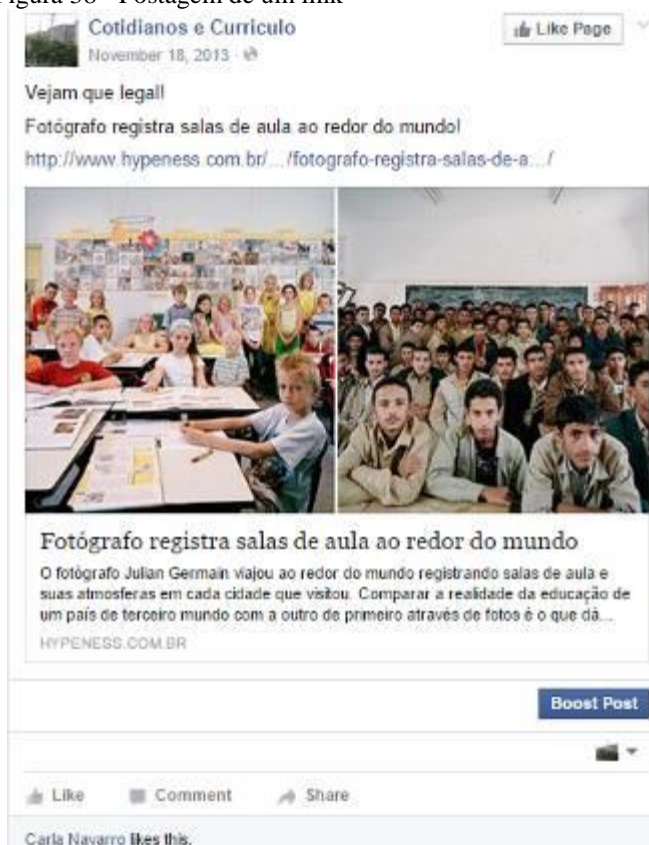 Figura 38 - Postagem de um link
Cotidianos e Curriculo
Like Page
November 18, 2013
Vejam que legal!
Fotógrafo registra salas de aula ao redor do mundo!
http://www.hypeness.com.br/.../fotografo-registra-salas-de-a.../
Fotógrafo registra salas de aula ao redor do mundo
O fotógrafo Julian Germain viajou ao redor do mundo registrando salas de aula e
suas atmosferas em cada cidade que visitou. Comparar a realidade da educação de
um país de terceiro mundo com a outro de primeiro através de fotos é o que dá...
HYPENESS.COM.BR
Boost Post
Like Comment Share
Carla Navarro likes this.